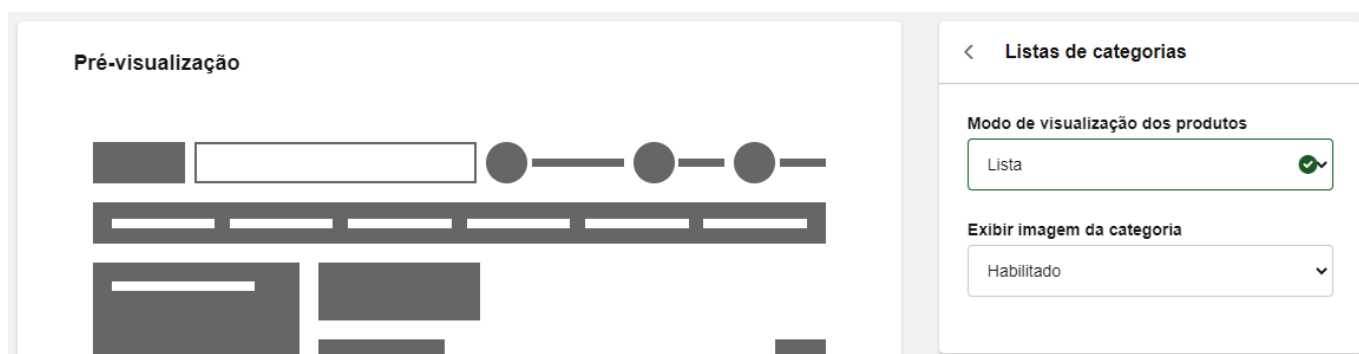 Pré-visualização
Listas de categorias
Modo de visualização dos produtos
Lista
Exibir imagem da categoria
Habilitado